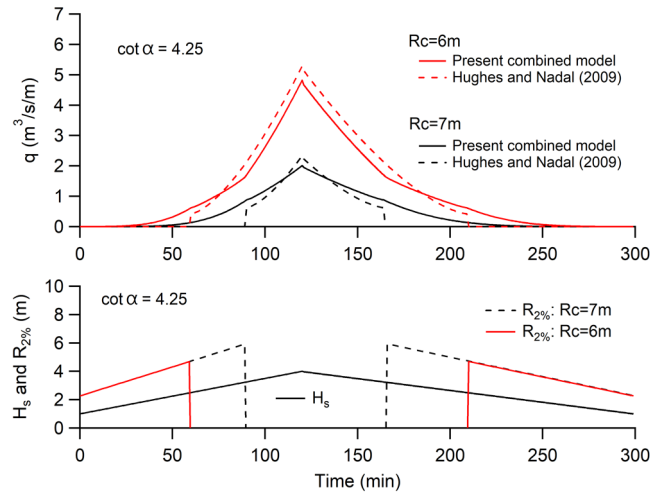 7
6
5
4
3
2
1
0
q (m³/s/m)
cot α = 4.25
Rc=6m
Present combined model
Hughes and Nadal (2009)
Rc=7m
Present combined model
Hughes and Nadal (2009)
0 50 100 150 200 250 300
10
8
6
4
2
0
Hs and R2% (m)
cot α = 4.25
R2%: Rc=7m
R2%: Rc=6m
Hs
0 50 100 150 200 250 300
Time (min)